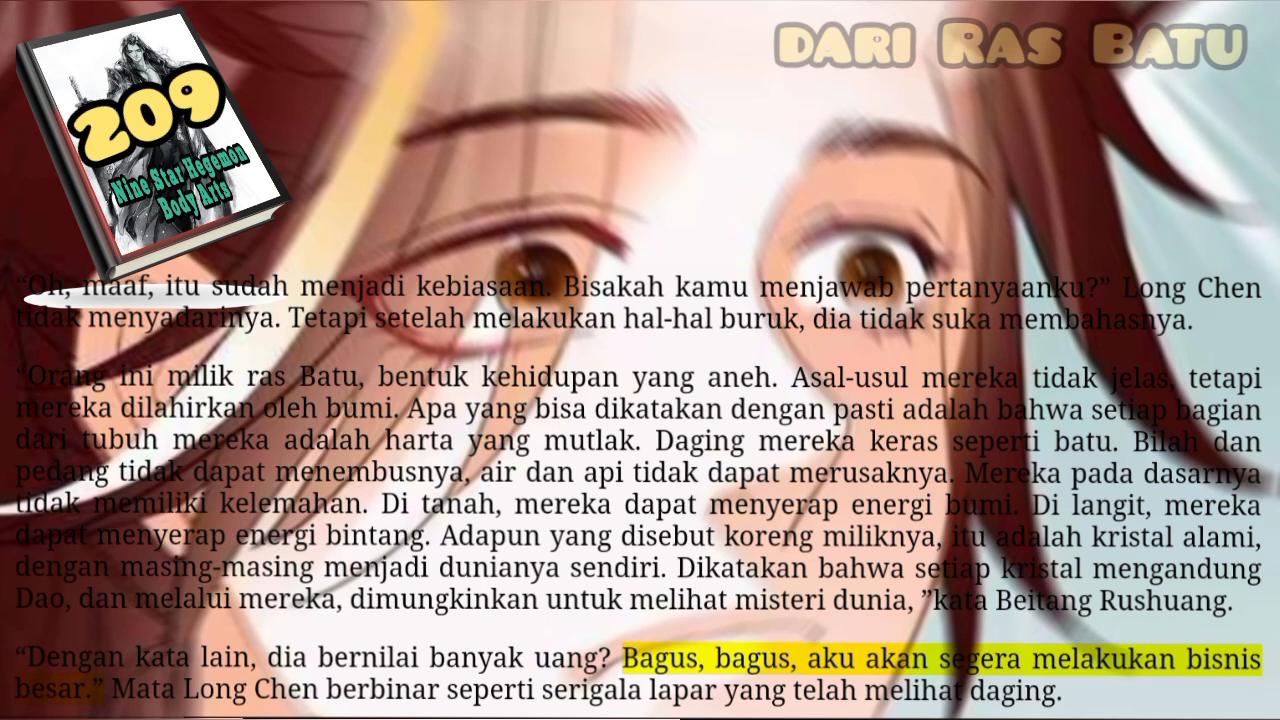 DARI RAS BATU
209
Nine Star Hegemon
Body Arts
“Oh, maaf, itu sudah menjadi kebiasaan. Bisakah kamu menjawab pertanyaanku?” Long Chen
tidak menyadarinya. Tetapi setelah melakukan hal-hal buruk, dia tidak suka membahasnya.
“Orang ini milik ras Batu, bentuk kehidupan yang aneh. Asal-usul mereka tidak jelas, tetapi
mereka dilahirkan oleh bumi. Apa yang bisa dikatakan dengan pasti adalah bahwa setiap bagian
dari tubuh mereka adalah harta yang mutlak. Daging mereka keras seperti batu. Bilah dan
pedang tidak dapat menembusnya, air dan api tidak dapat merusaknya. Mereka pada dasarnya
tidak memiliki kelemahan. Di tanah, mereka dapat menyerap energi bumi. Di langit, mereka
dapat menyerap energi bintang. Adapun yang disebut koreng miliknya, itu adalah kristal alami,
dengan masing-masing menjadi dunianya sendiri. Dikatakan bahwa setiap kristal mengandung
Dao, dan melalui mereka, dimungkinkan untuk melihat misteri dunia, ”kata Beitang Rushuang.
“Dengan kata lain, dia bernilai banyak uang? Bagus, bagus, aku akan segera melakukan bisnis
besar.” Mata Long Chen berbinar seperti serigala lapar yang telah melihat daging.